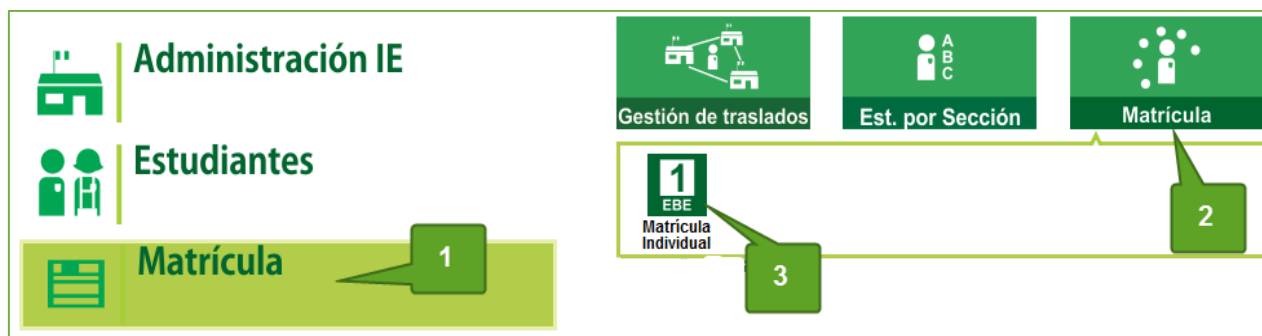 Administración IE
Estudiantes
Matrícula
1
Gestión de traslados
A
B
C
Est. por Sección
Matrícula
2
1
EBE
Matrícula
Individual
3